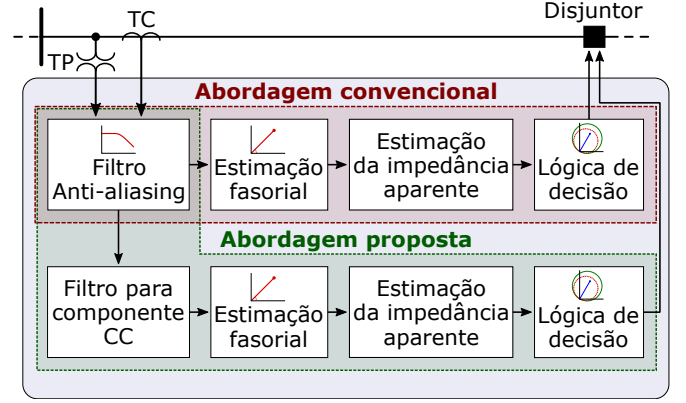 Disjuntor
TC
TP
Abordagem convencional
Filtro
Anti-aliasing
Estimação
fasorial
Estimação
da impedância
aparente
Lógica de
decisão
Abordagem proposta
Filtro para
componente
CC
Estimação
fasorial
Estimação
da impedância
aparente
Lógica de
decisão